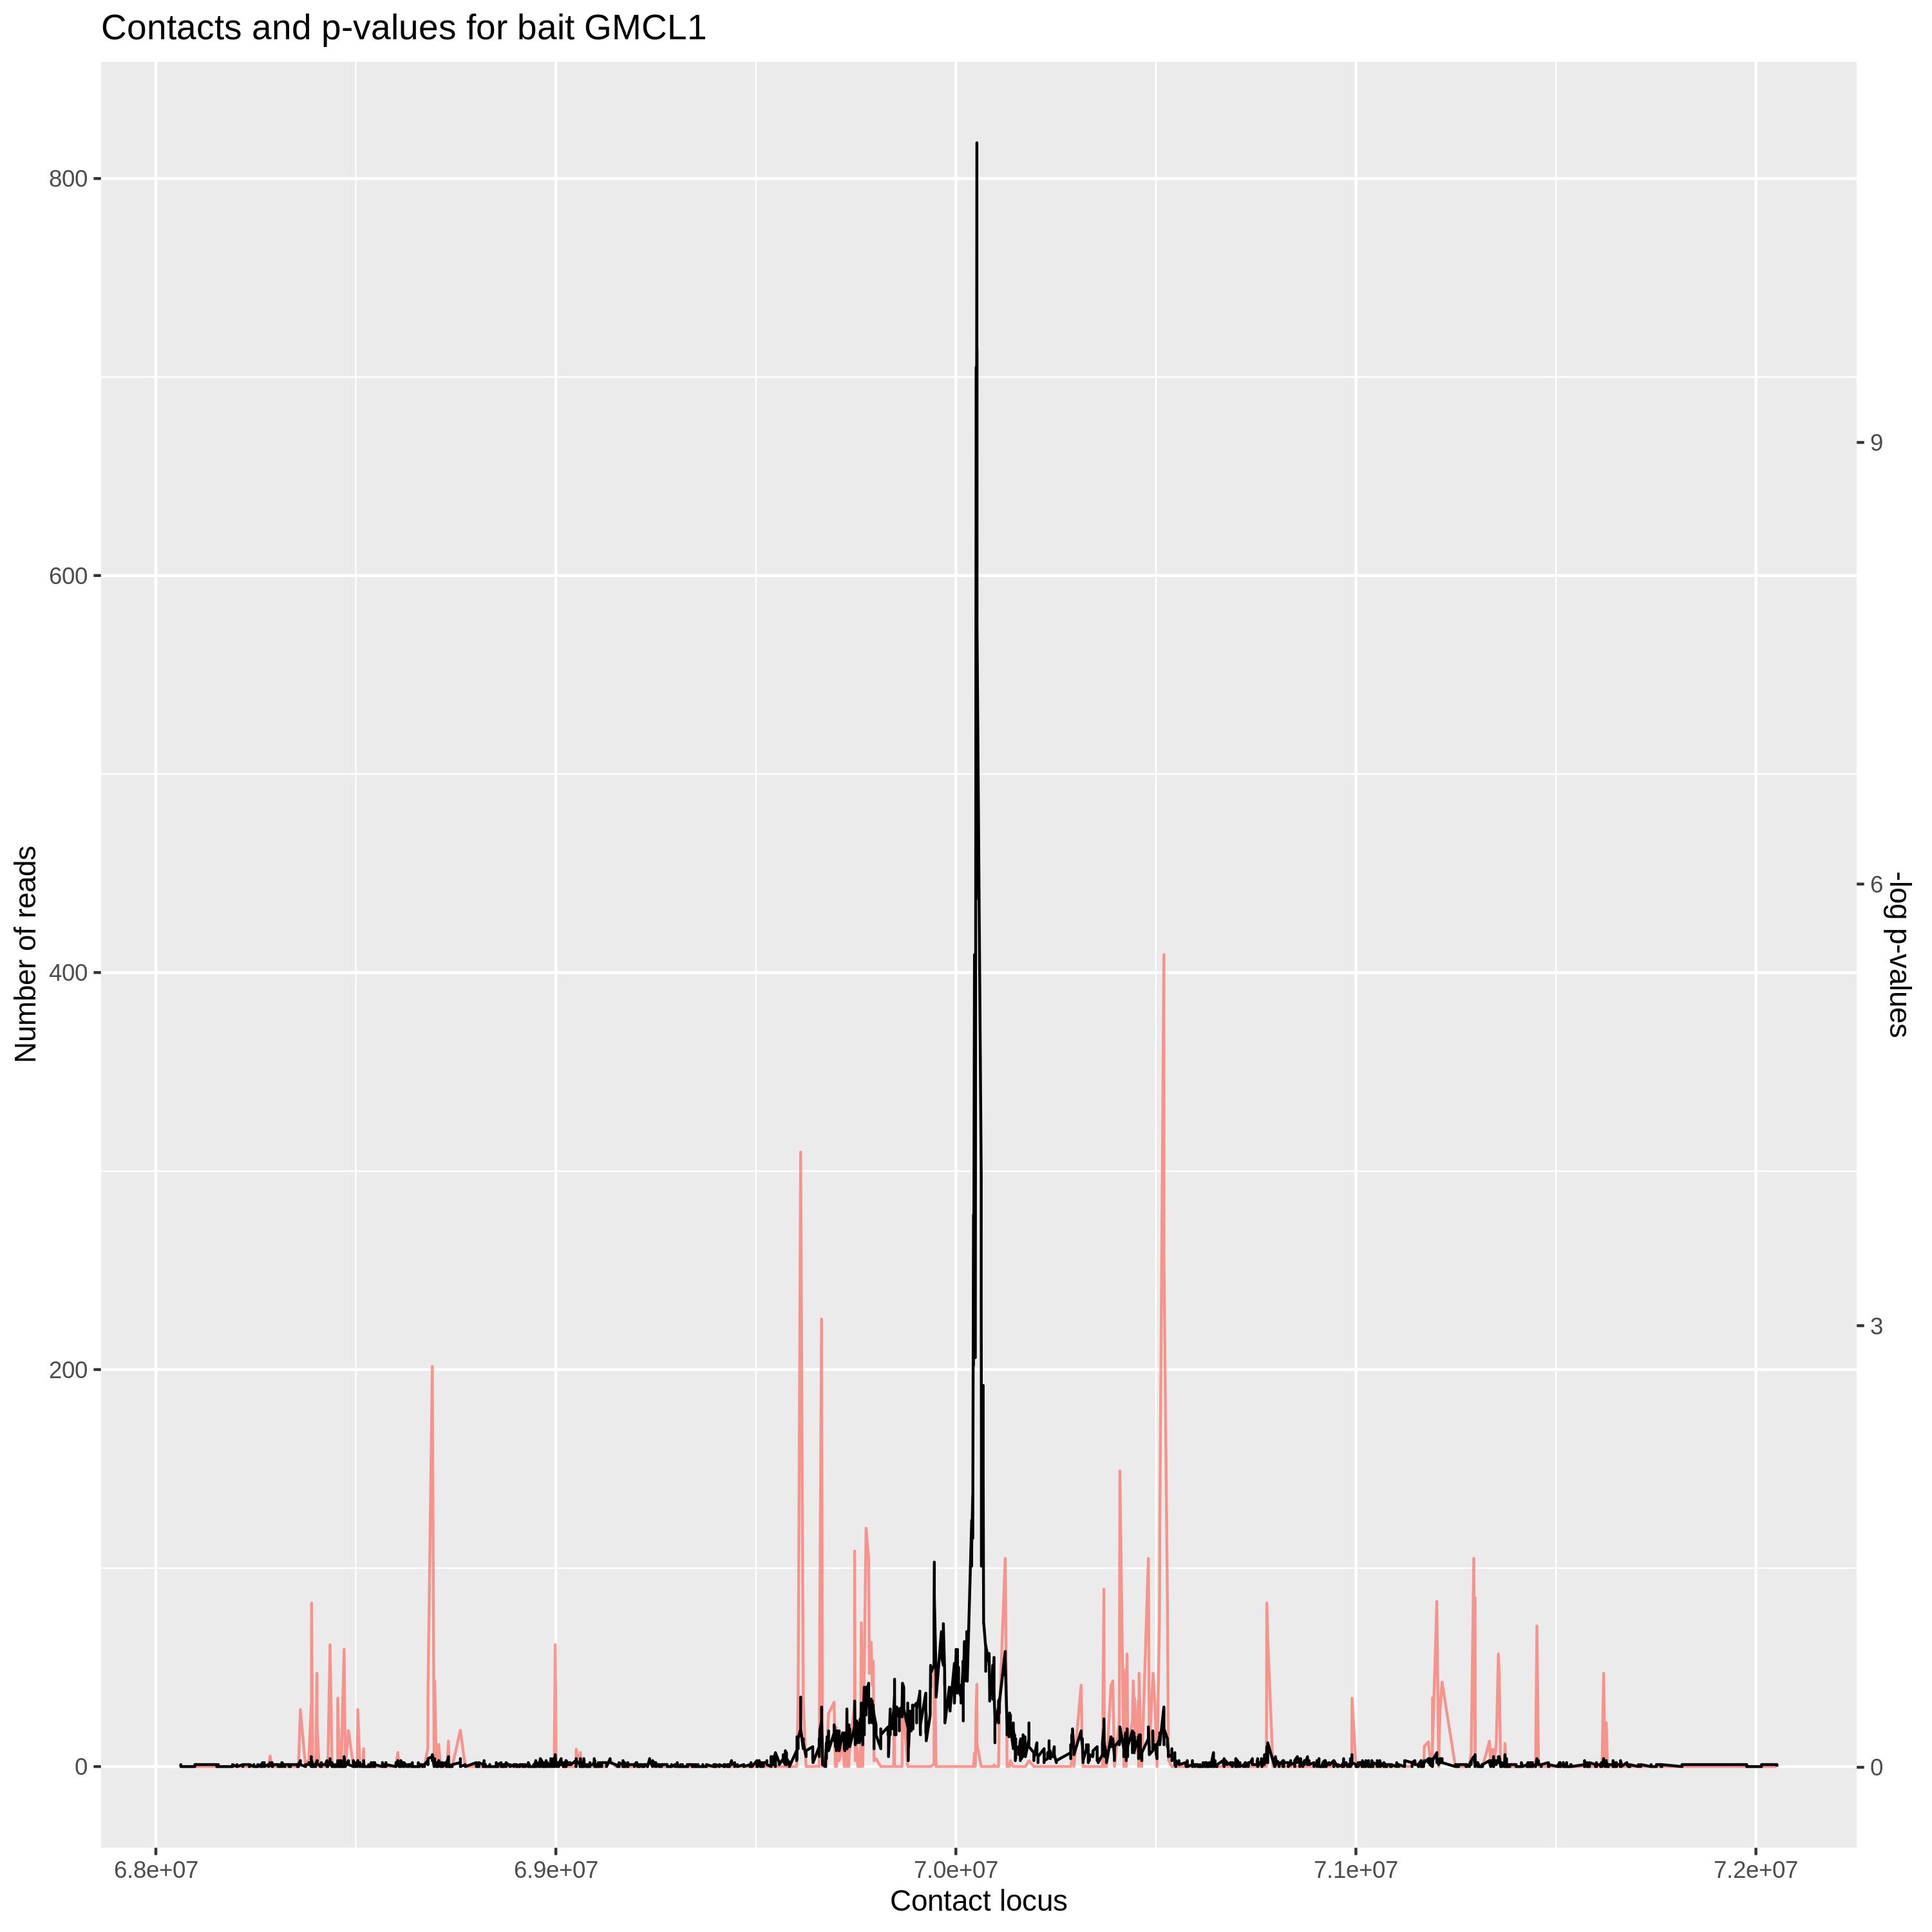 Contacts and p-values for bait GMCL1
800
600
400
200
0
Number of reads
9
6
3
0
-log p-values
6.8e+07
6.9e+07
7.0e+07
7.1e+07
7.2e+07
Contact locus